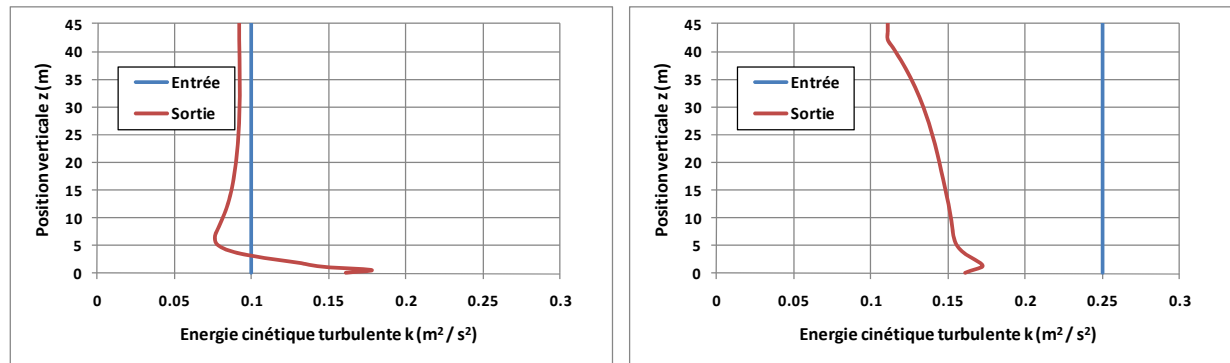 45
40
35
30
25
20
15
10
5
0
Position verticale z (m)
Entrée
Sortie
0 0.05 0.1 0.15 0.2 0.25 0.3
Energie cinétique turbulente k (m² / s²)
45
40
35
30
25
20
15
10
5
0
Position verticale z (m)
Entrée
Sortie
0 0.05 0.1 0.15 0.2 0.25 0.3
Energie cinétique turbulente k (m² / s²)